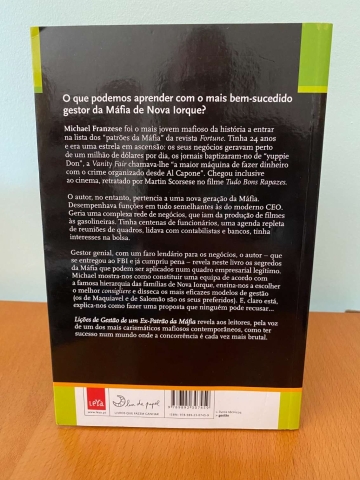 O que podemos aprender com o mais bem-sucedido
gestor da Máfia de Nova Iorque?
Michael Franzese foi o mais jovem mafioso da história a entrar
na lista dos "patrões da Máfia" da revista Fortune. Tinha 24 anos
e era uma estrela em ascensão: os seus negócios geravam perto
de um milhão de dólares por dia, os jornais baptizaram-no de "yuppie
Don", a Vanity Fair chamava-lhe "a maior máquina de fazer dinheiro
com o crime organizado desde Al Capone". Chegou inclusive
ao cinema, retratado por Martin Scorsese no filme Tudo Bons Rapazes.
O autor, no entanto, pertencia a uma nova geração da Máfia.
Desempenhava funções em tudo semelhantes às do moderno CEO.
Geria uma complexa rede de negócios, que iam da produção de filmes
às gasolineiras. Tinha centenas de funcionários, uma agenda repleta
de reuniões de quadros, lidava com contabilistas e bancos, tinha
interesses na bolsa.
Gestor genial, com um faro lendário para os negócios, o autor – que
se entregou ao FBI e já cumpriu pena – revela neste livro os segredos
da Máfia que podem ser aplicados num quadro empresarial legítimo.
Michael mostra-nos como constituir uma equipa de acordo com
a famosa hierarquia das famílias de Nova Iorque, ensina-nos a escolher
o melhor consigliere e disseca os mais eficazes modelos de gestão
(os de Maquiavel e de Salomão são os seus preferidos). E, claro está,
explica-nos como fazer uma proposta que ninguém pode recusar...
Lições de Gestão de um Ex-Patrão da Máfia revela aos leitores, pela voz
de um dos mais carismáticos mafiosos contemporâneos, como ter
sucesso num mundo onde a concorrência é cada vez mais brutal.
LeYa
lua de papel
gestão